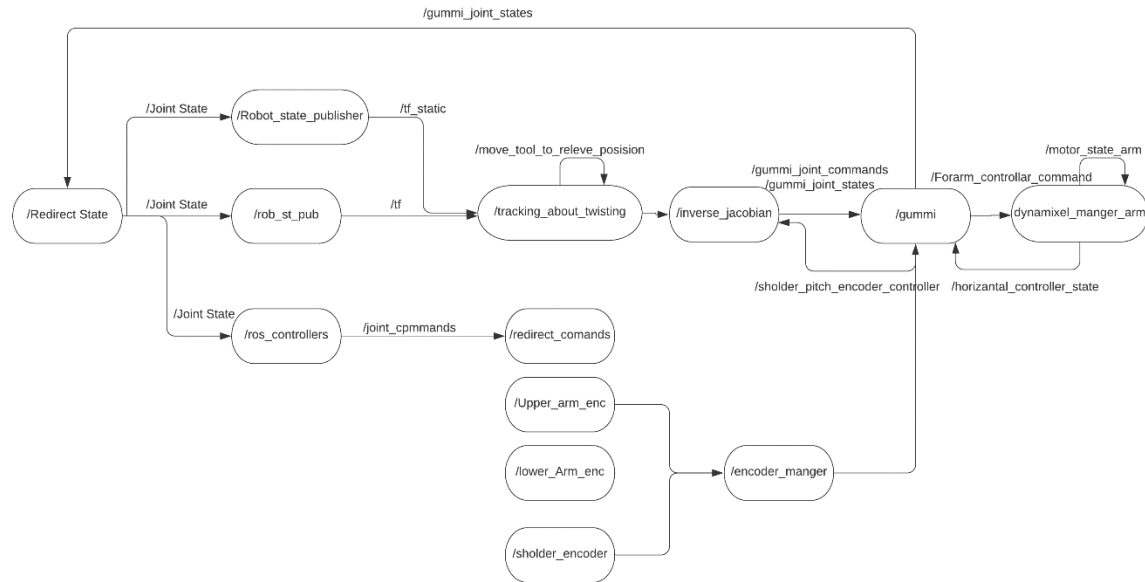 /gummi_joint_states
/Joint State
/Robot_state_publisher
/tf_static
/move_tool_to_releve_posision
/motor_state_arm
/gummi_joint_commands
/gummi_joint_states
/Forarm_controllar_command
/Redirect State
/Joint State
/rob_st_pub
/tf
/tracking_about_twisting
/inverse_jacobian
/gummi
dynamixel_manger_arm
/sholder_pitch_encoder_controller
/horizantal_controller_state
/Joint State
/ros_controllers
/joint_cpmmands
/redirect_comands
/Upper_arm_enc
/lower_Arm_enc
/encoder_manger
/sholder_encoder